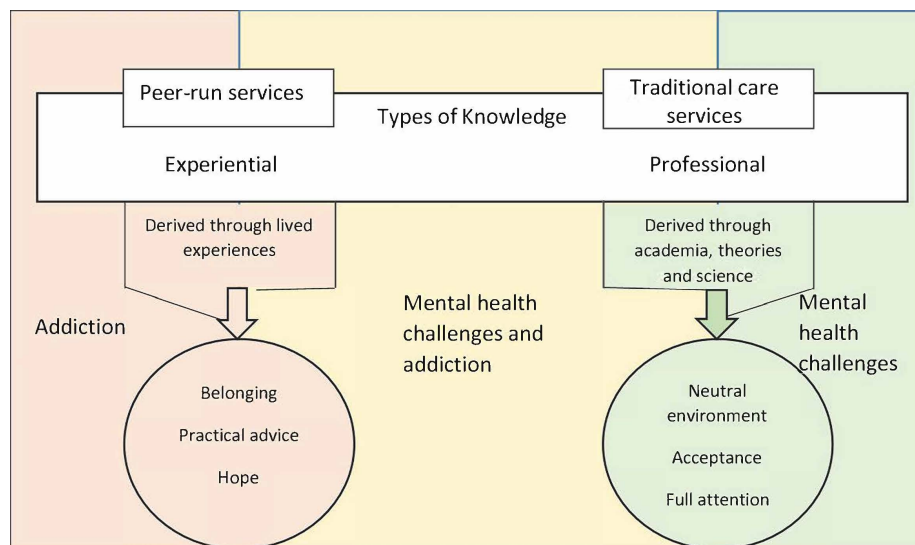 Peer-run services
Traditional care
services
Types of Knowledge
Experiential
Professional
Derived through lived
experiences
Derived through
academia, theories
and science
Addiction
Mental health
challenges and
addiction
Mental
health
challenges
Belonging
Practical advice
Hope
Neutral
environment
Acceptance
Full attention